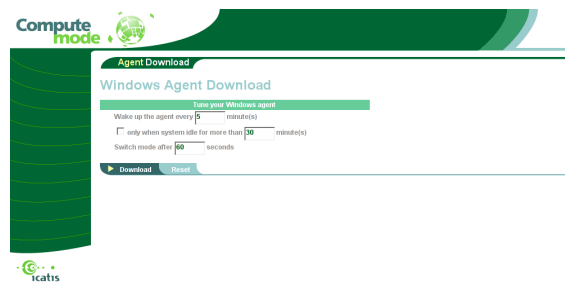 Compute
mode
Agent Download
Windows Agent Download
Tune your Windows agent
Wake up the agent every 5 minute(s)
only when system idle for more than 30 minute(s)
Switch mode after 60 seconds
Download Reset
icatis